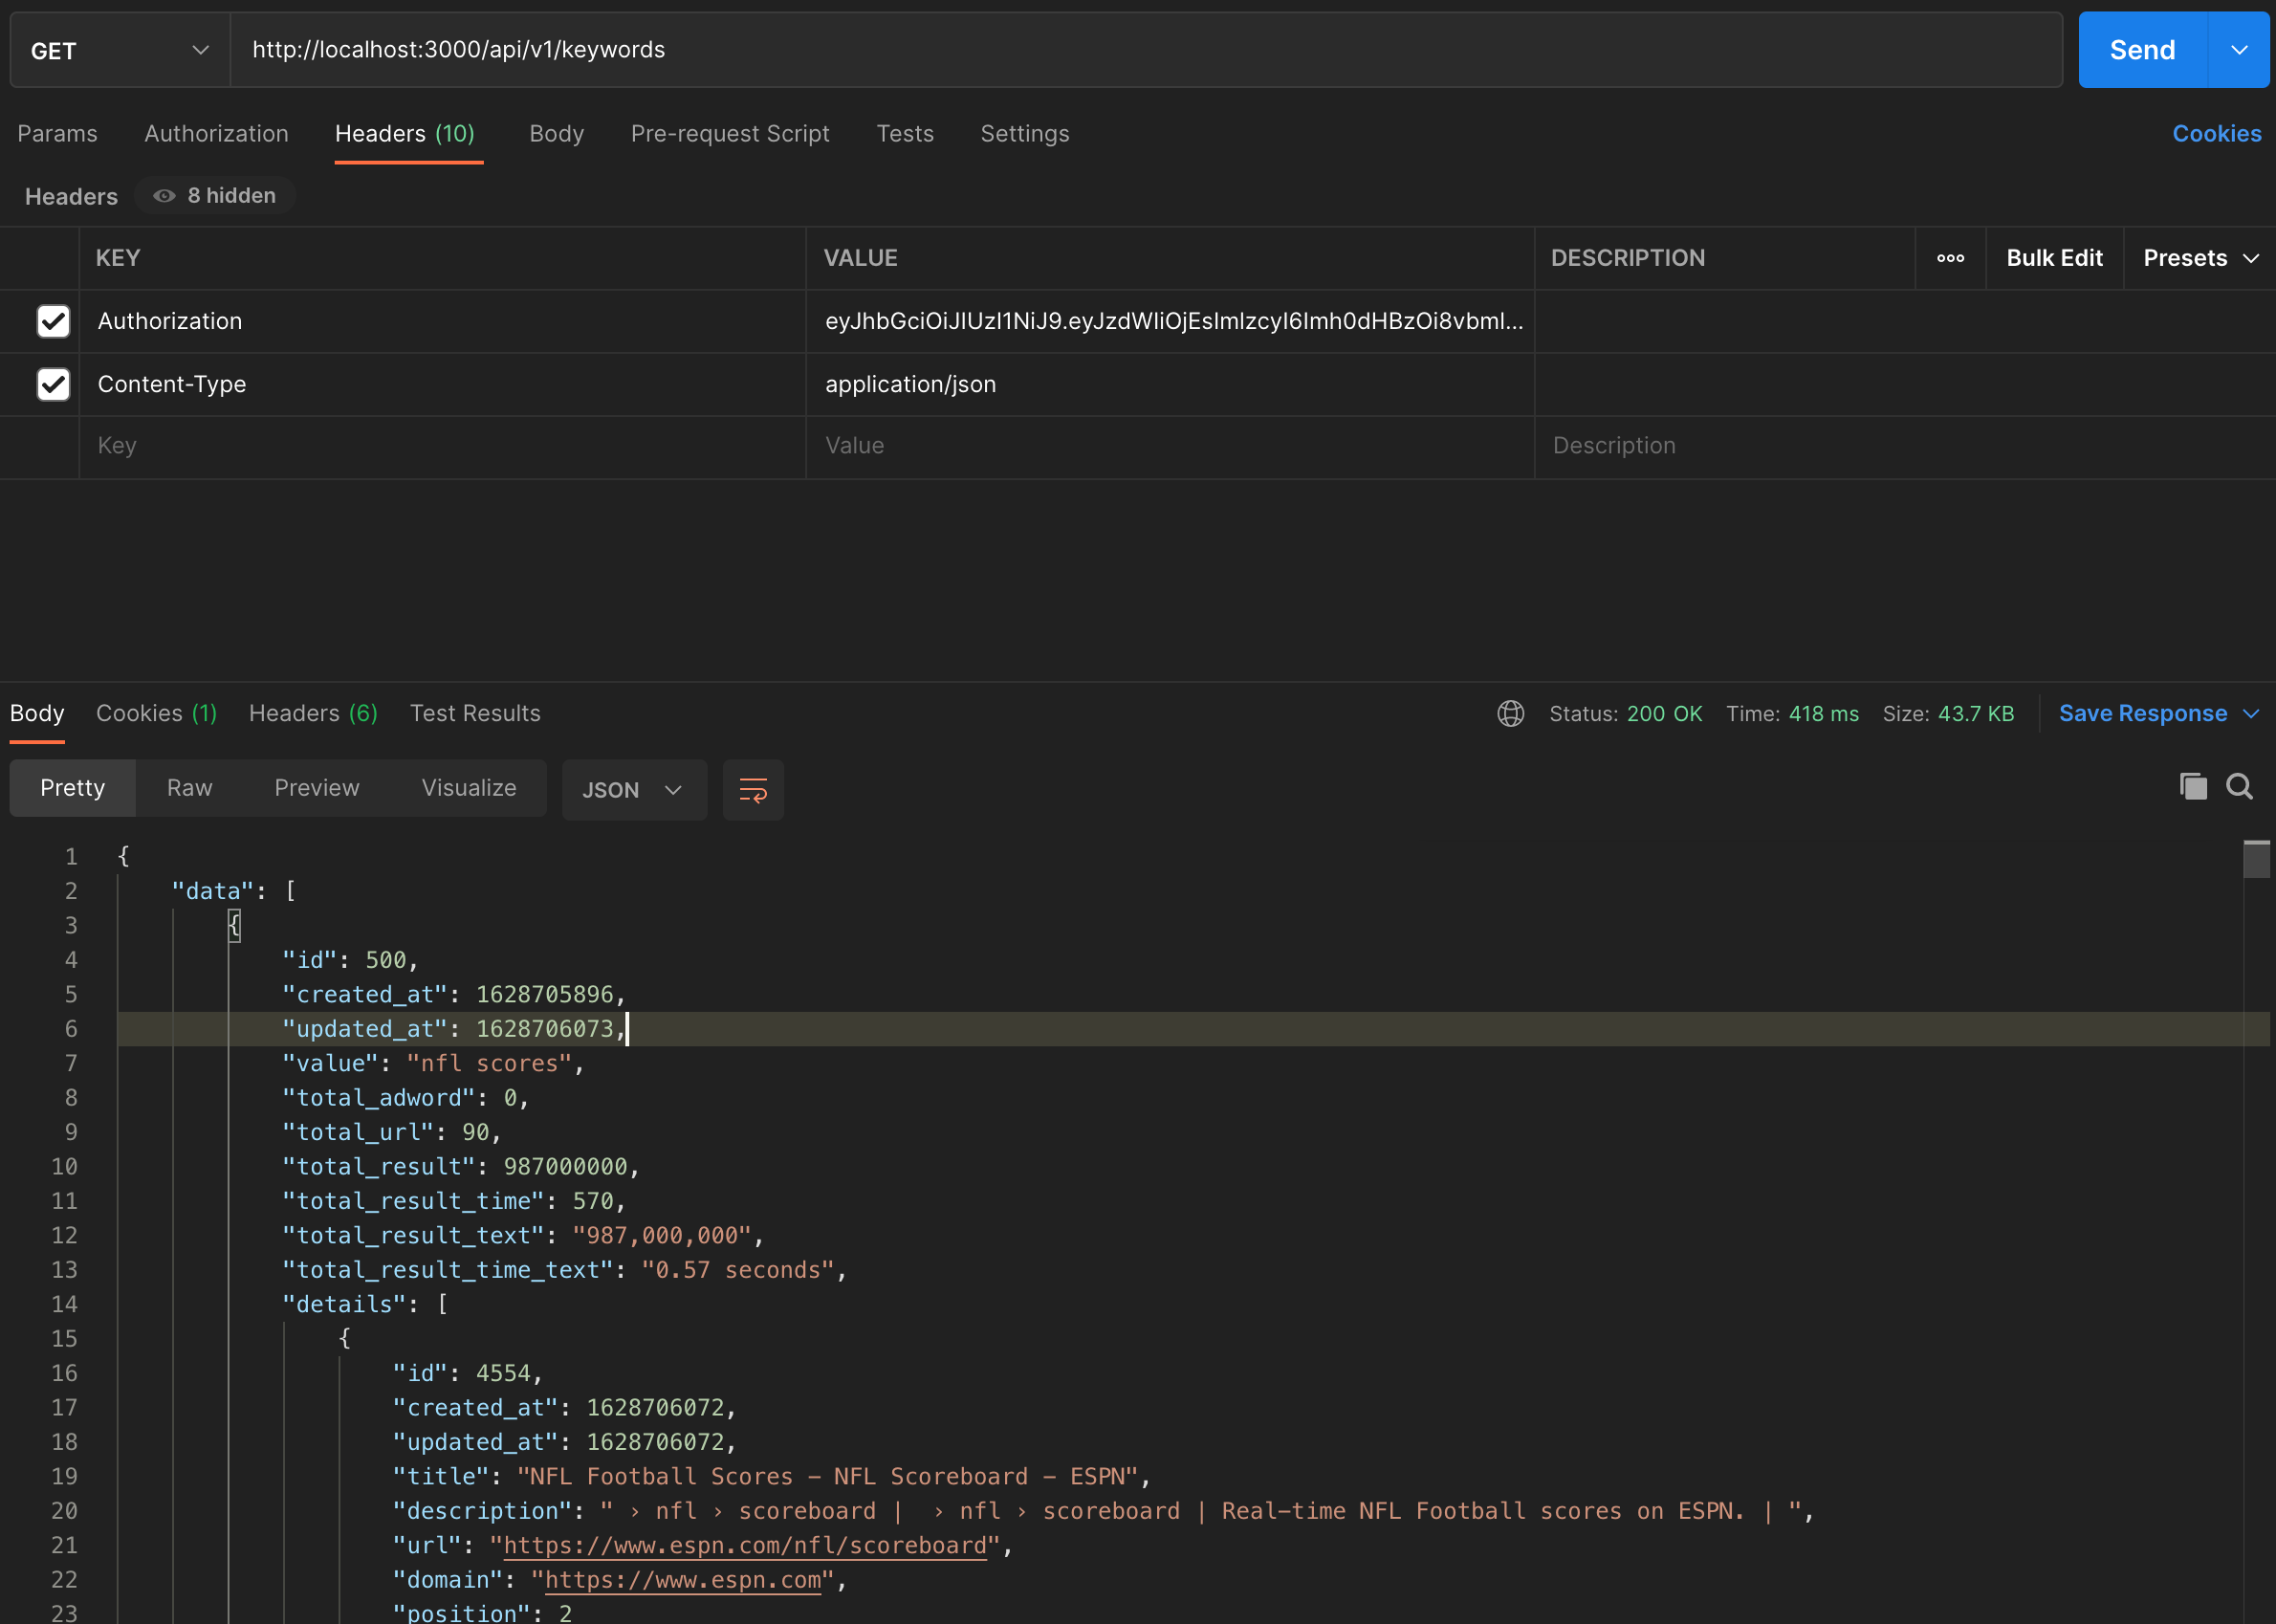 GET http://localhost:3000/api/v1/keywords Send
Params Authorization Headers (10) Body Pre-request Script Tests Settings Cookies
Headers 8 hidden
KEY VALUE DESCRIPTION ooo Bulk Edit Presets
Authorization eyJhbGciOiJIUzI1NiJ9.eyJzdWIiOjEsImlzcyI6Imh0dHBzOi8vbml...
Content-Type application/json
Key Value Description
Body Cookies (1) Headers (6) Test Results Status: 200 OK Time: 418 ms Size: 43.7 KB Save Response
Pretty Raw Preview Visualize JSON
1 {
2 "data": [
3 {
4 "id": 500,
5 "created_at": 1628705896,
6 "updated_at": 1628706073,
7 "value": "nfl scores",
8 "total_adword": 0,
9 "total_url": 90,
10 "total_result": 987000000,
11 "total_result_time": 570,
12 "total_result_text": "987,000,000",
13 "total_result_time_text": "0.57 seconds",
14 "details": [
15 {
16 "id": 4554,
17 "created_at": 1628706072,
18 "updated_at": 1628706072,
19 "title": "NFL Football Scores - NFL Scoreboard - ESPN",
20 "description": " › nfl › scoreboard |  › nfl › scoreboard | Real-time NFL Football scores on ESPN. | ",
21 "url": "https://www.espn.com/nfl/scoreboard",
22 "domain": "https://www.espn.com",
23 "position": 2